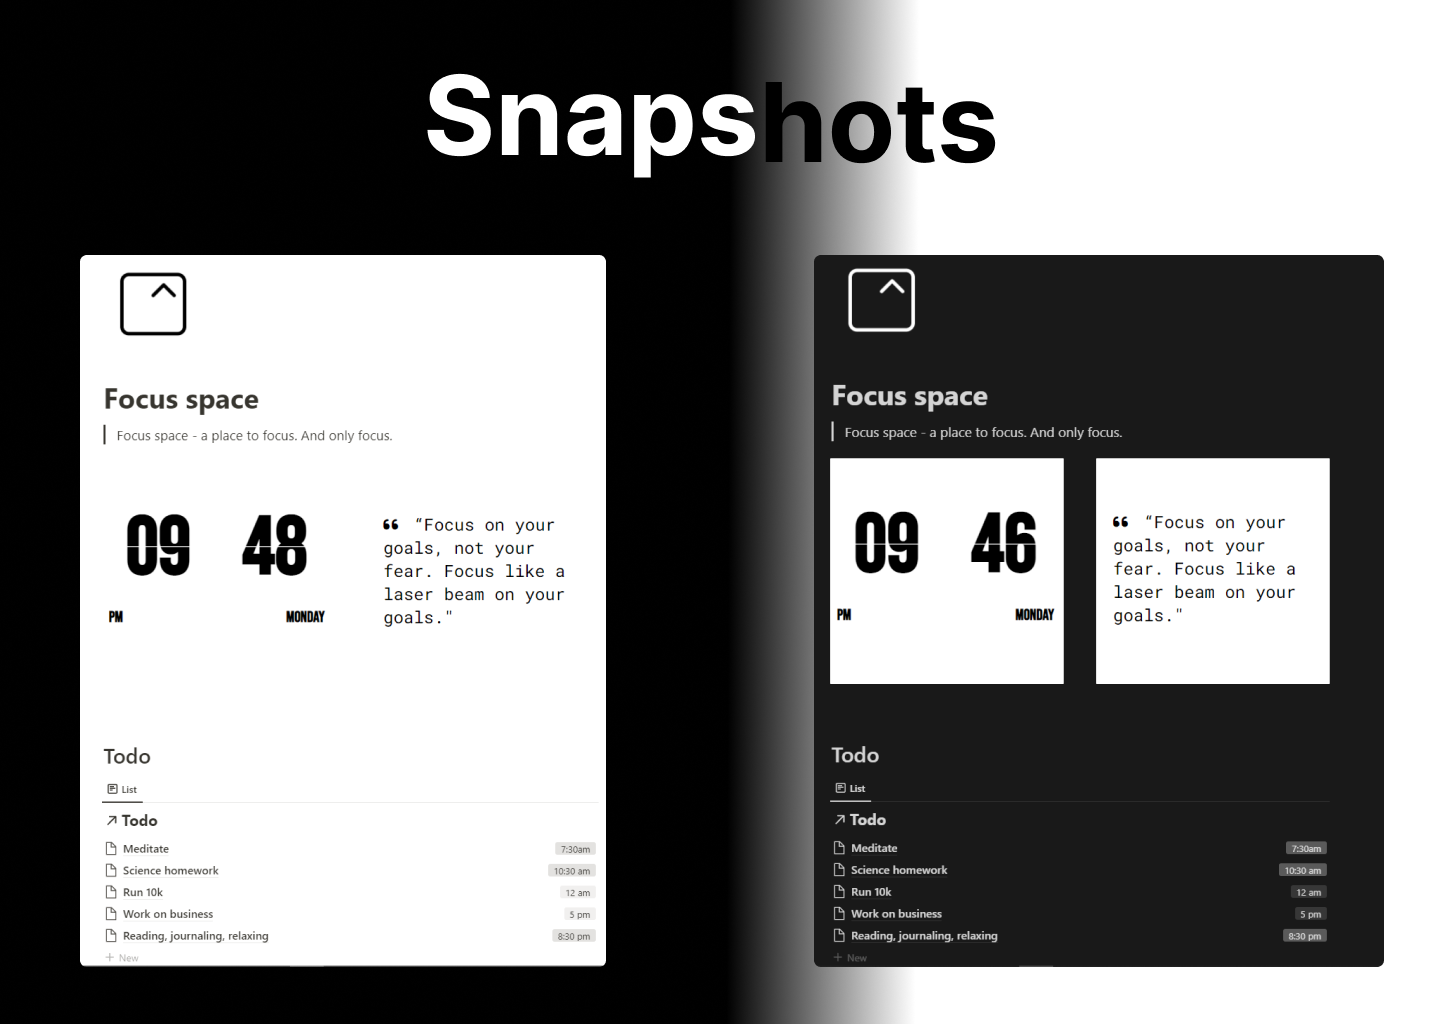 Snapshots
Focus space
Focus space - a place to focus. And only focus.
09 48
PM MONDAY
“Focus on your
goals, not your
fear. Focus like a
laser beam on your
goals."
Todo
List
Todo
Meditate 7:30am
Science homework 10:30 am
Run 10k 12 am
Work on business 5 pm
Reading, journaling, relaxing 8:30 pm
+ New
Focus space
Focus space - a place to focus. And only focus.
09 46
PM MONDAY
“Focus on your
goals, not your
fear. Focus like a
laser beam on your
goals."
Todo
List
Todo
Meditate 7:30am
Science homework 10:30 am
Run 10k 12 am
Work on business 5 pm
Reading, journaling, relaxing 8:30 pm
+ New